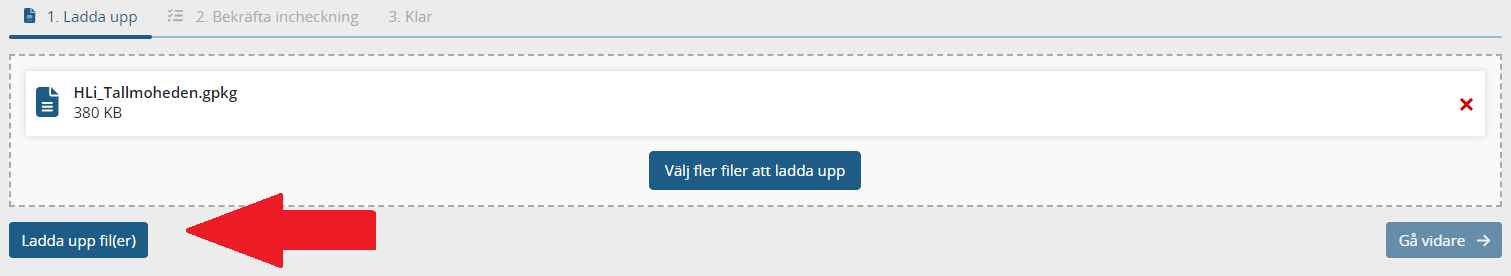 1. Ladda upp
2. Bekräfta incheckning
3. Klar
HLi_Tallmoheden.gpkg
380 KB
Välj fler filer att ladda upp
Ladda upp fil(er)
Gå vidare